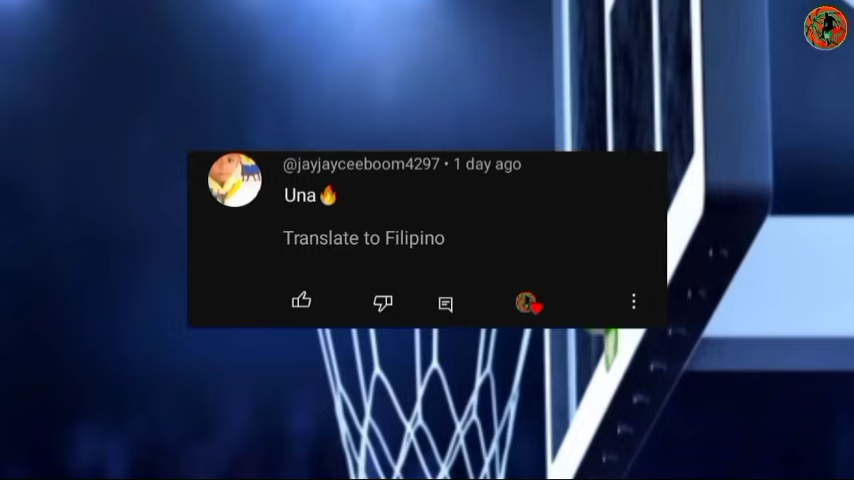 @jayjayceeboom4297 • 1 day ago
Una🔥
Translate to Filipino